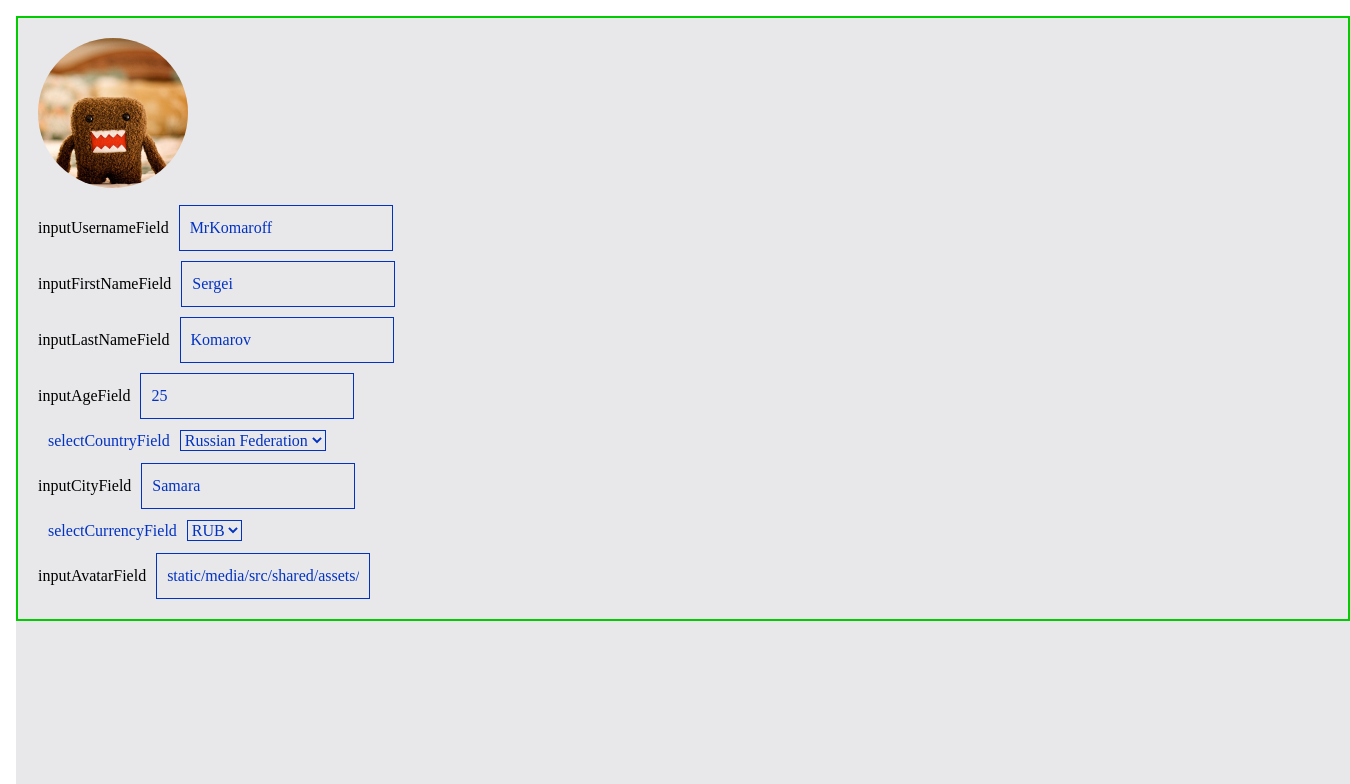 inputUsernameField MrKomaroff
inputFirstNameField Sergei
inputLastNameField Komarov
inputAgeField 25
selectCountryField Russian Federation
inputCityField Samara
selectCurrencyField RUB
inputAvatarField static/media/src/shared/assets/